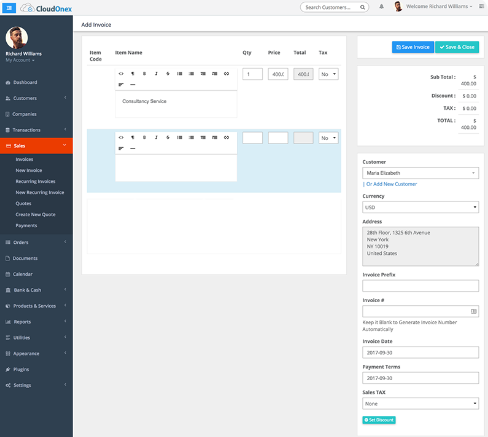 CloudOnex
Search Customers...
Welcome Richard Williams
Richard Williams
My Account
Dashboard
Customers
Companies
Transactions
Sales
Invoices
New Invoice
Recurring Invoices
New Recurring Invoice
Quotes
Create New Quote
Payments
Orders
Documents
Calendar
Bank & Cash
Products & Services
Reports
Utilities
Appearance
Plugins
Settings
Add Invoice
Item Code
Item Name
Qty
Price
Total
Tax
B I S
Consultancy Service
1
400.(
400.(
No
B I S
No
Save Invoice
Save & Close
Sub Total : $ 400.00
Discount : $ 0.00
TAX : $ 0.00
TOTAL : $ 400.00
Customer
Maria Elizabeth
| Or Add New Customer
Currency
USD
Address
28th Floor, 1325 6th Avenue
New York
NY 10019
United States
Invoice Prefix
Invoice #
Keep it Blank to Generate Invoice Number
Automatically
Invoice Date
2017-09-30
Payment Terms
2017-09-30
Sales TAX
None
Set Discount